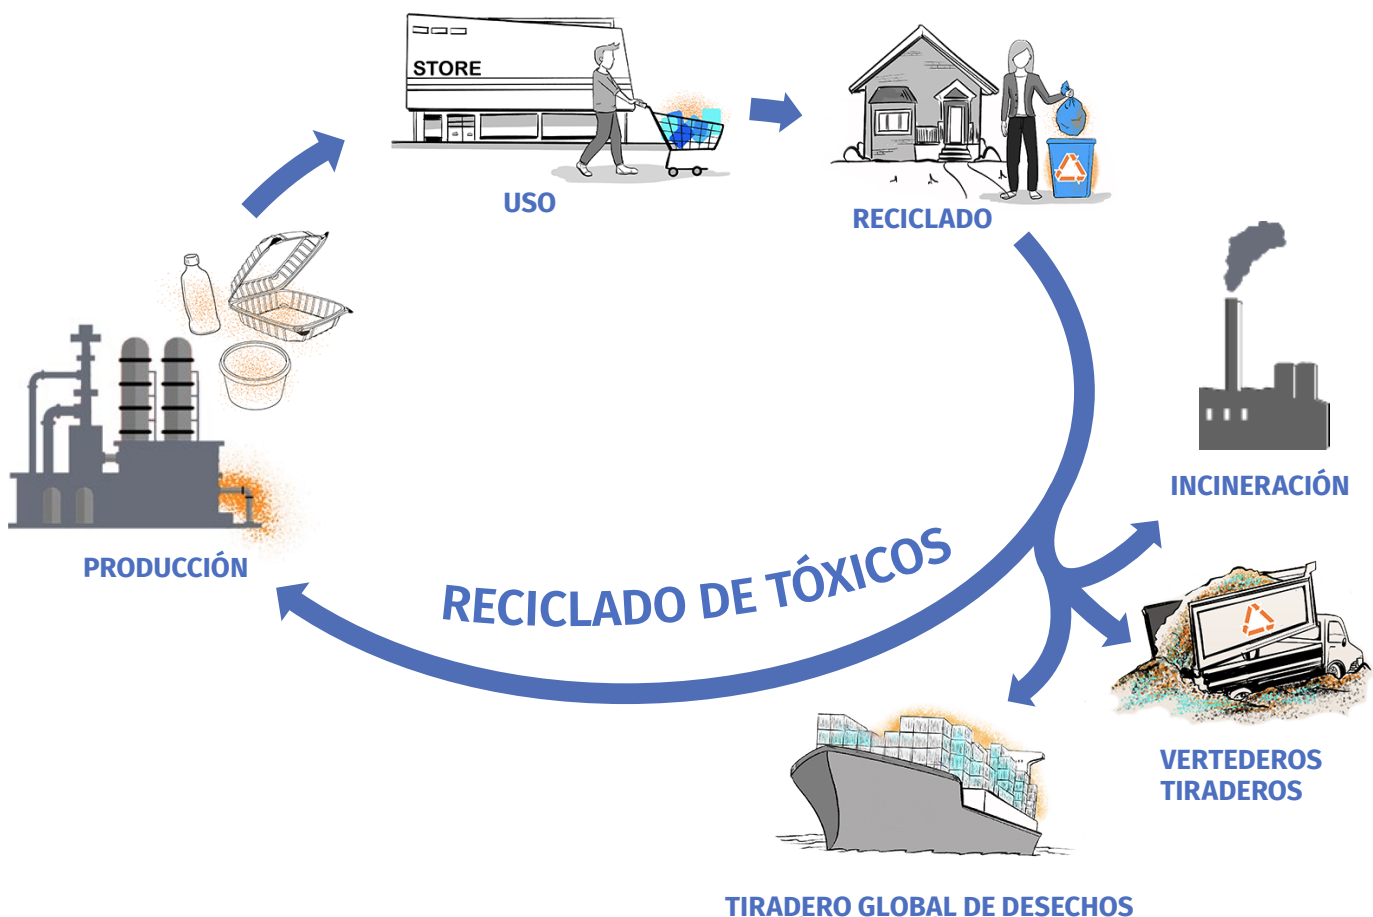 STORE
USO
RECICLADO
INCINERACIÓN
PRODUCCIÓN
RECICLADO DE TÓXICOS
VERTEDEROS
TIRADEROS
TIRADERO GLOBAL DE DESECHOS